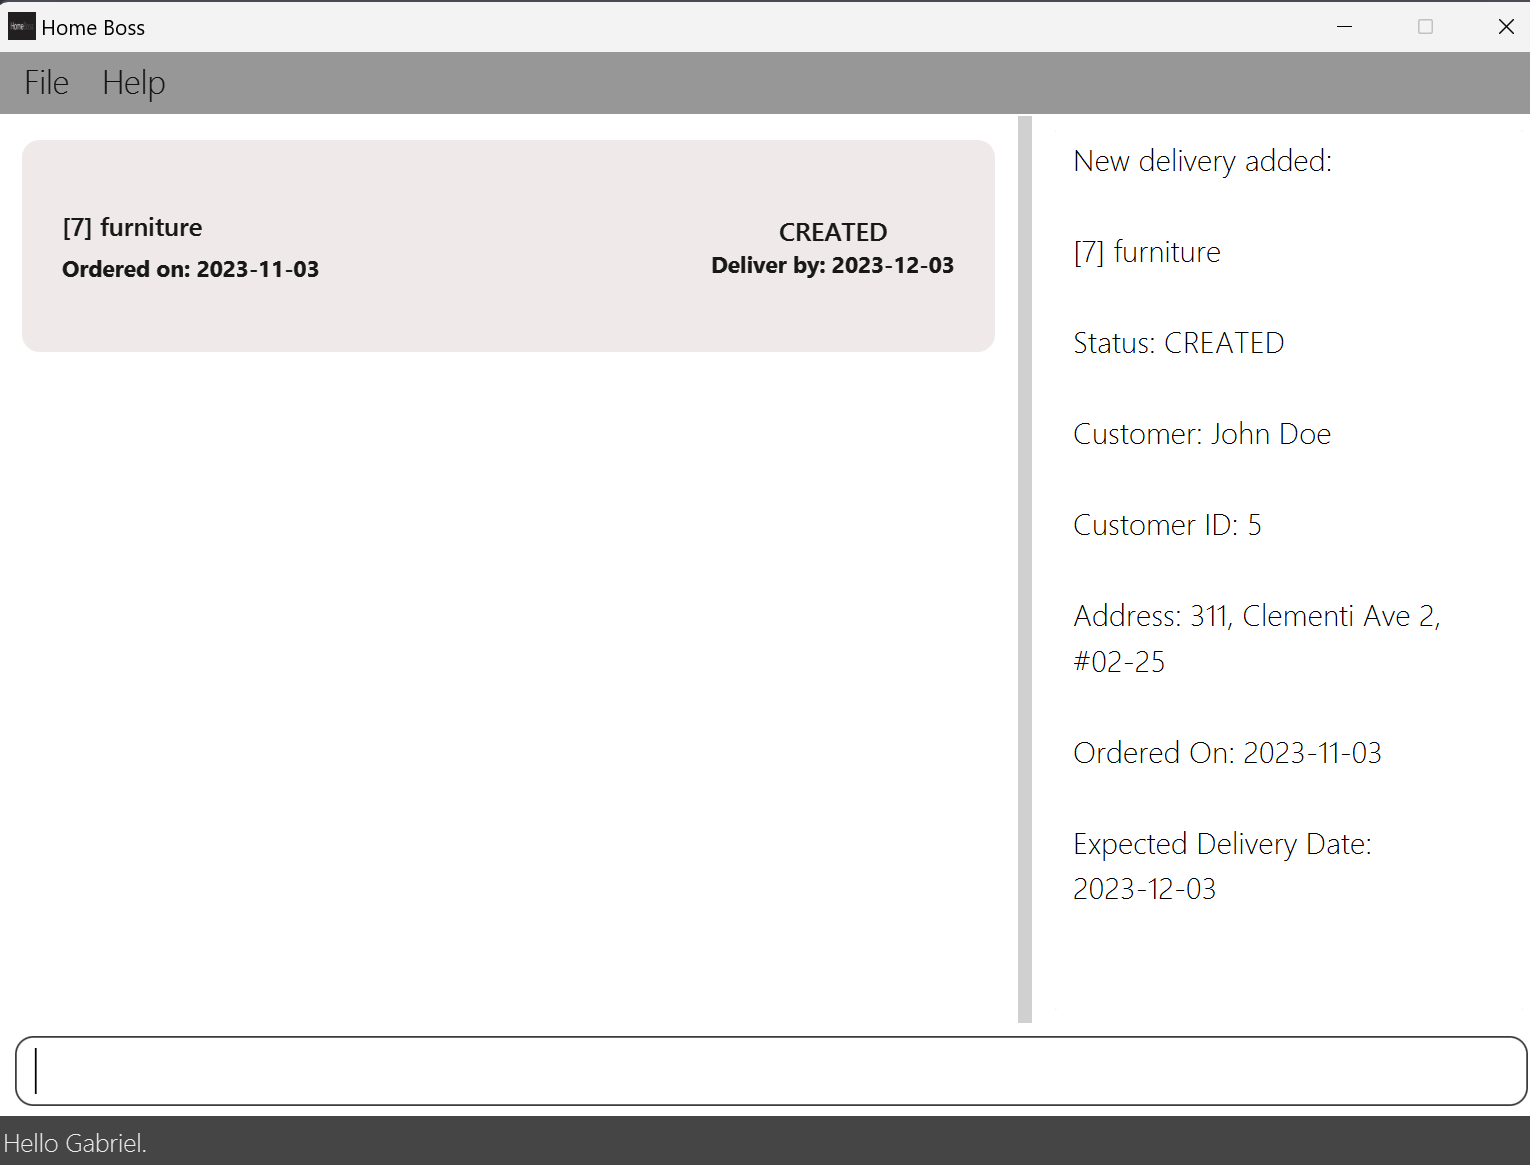 Home Boss
File Help
[7] furniture
Ordered on: 2023-11-03
CREATED
Deliver by: 2023-12-03
New delivery added:
[7] furniture
Status: CREATED
Customer: John Doe
Customer ID: 5
Address: 311, Clementi Ave 2,
#02-25
Ordered On: 2023-11-03
Expected Delivery Date:
2023-12-03
Hello Gabriel.